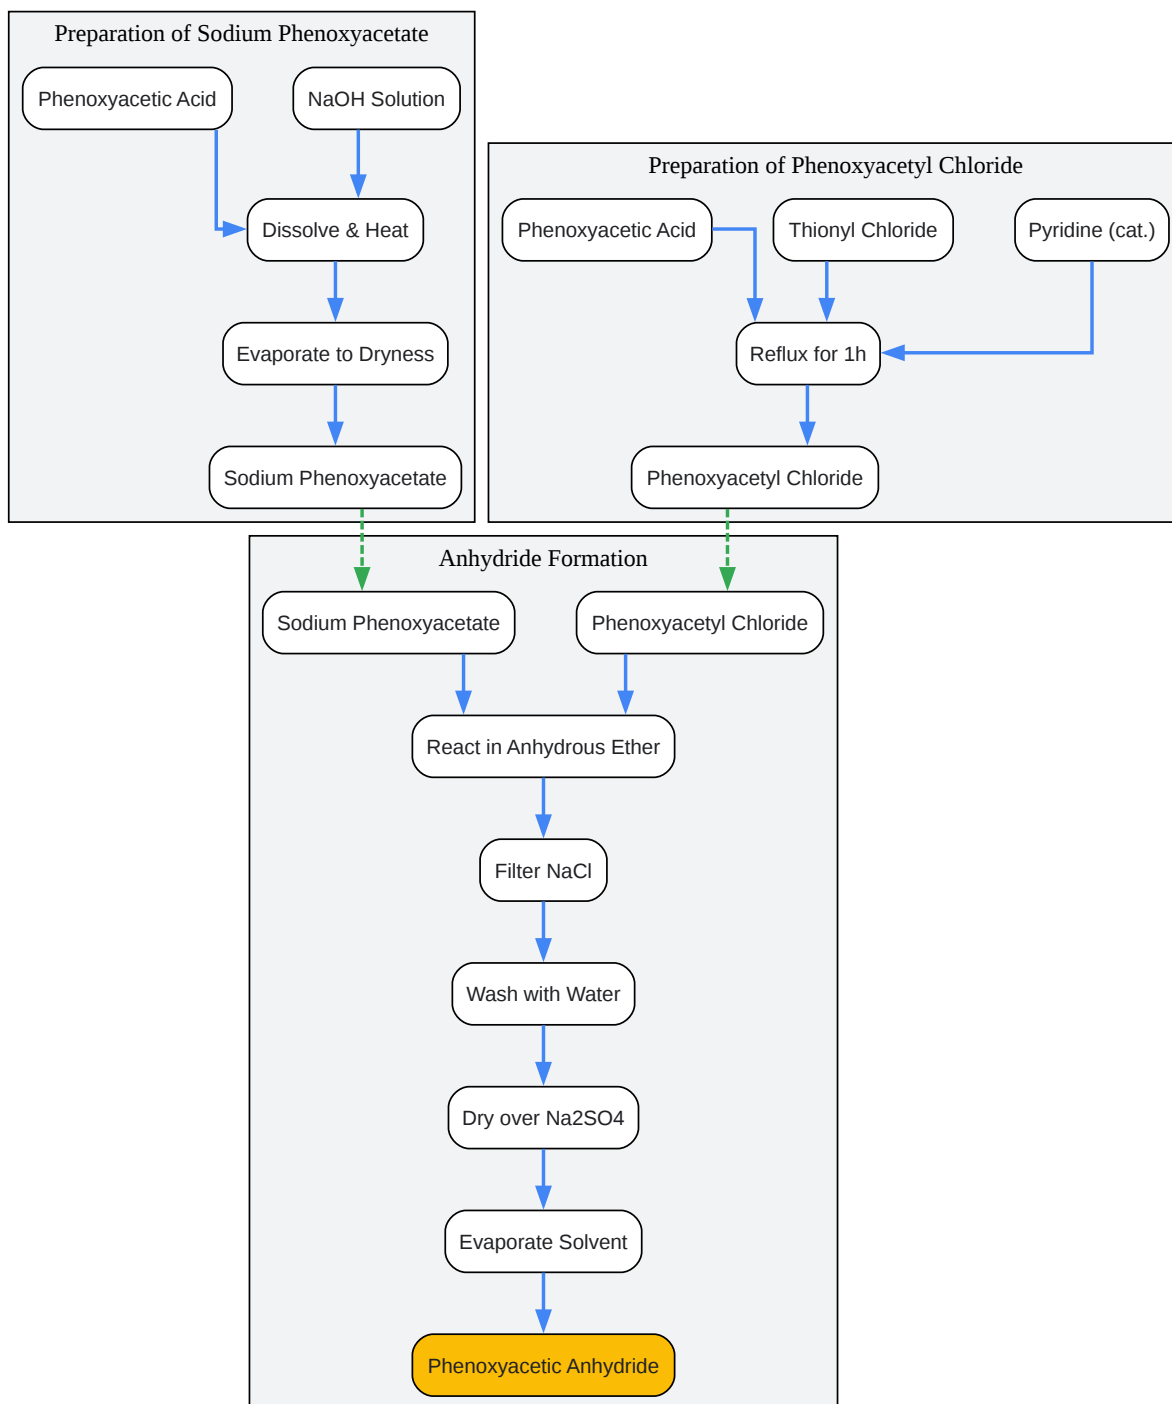 Preparation of Sodium Phenoxyacetate
Phenoxyacetic Acid
NaOH Solution
Dissolve & Heat
Evaporate to Dryness
Sodium Phenoxyacetate
Preparation of Phenoxyacetyl Chloride
Phenoxyacetic Acid
Thionyl Chloride
Pyridine (cat.)
Reflux for 1h
Phenoxyacetyl Chloride
Anhydride Formation
Sodium Phenoxyacetate
Phenoxyacetyl Chloride
React in Anhydrous Ether
Filter NaCl
Wash with Water
Dry over Na2SO4
Evaporate Solvent
Phenoxyacetic Anhydride